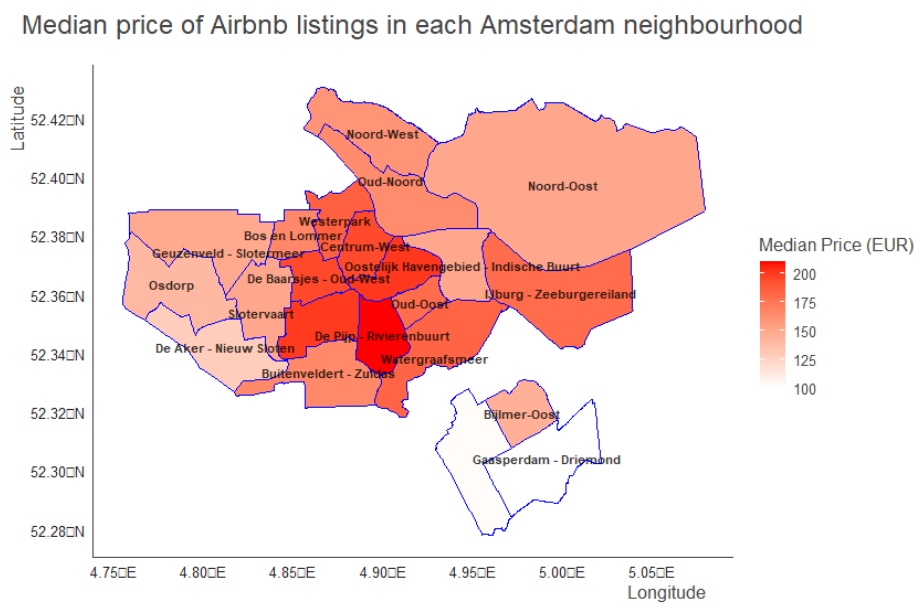 Median price of Airbnb listings in each Amsterdam neighbourhood
Latitude
52.42□N
52.40□N
52.38□N
52.36□N
52.34□N
52.32□N
52.30□N
52.28□N
Noord-West
Oud-Noord
Noord-Oost
Westerpark
Bos en Lommer
Centrum-West
Geuzenveld - Slotermeer
Oostelijk Havengebied - Indische Buurt
De Baarsjes - Oud-West
Osdorp
IJburg - Zeeburgereiland
Oud-Oost
Slotervaart
De Pijp - Rivierenbuurt
De Aker - Nieuw Sloten
Watergraafsmeer
Buitenveldert - Zuidas
Bijlmer-Oost
Gaasperdam - Driemond
Median Price (EUR)
200
175
150
125
100
4.75□E
4.80□E
4.85□E
4.90□E
4.95□E
5.00□E
5.05□E
Longitude